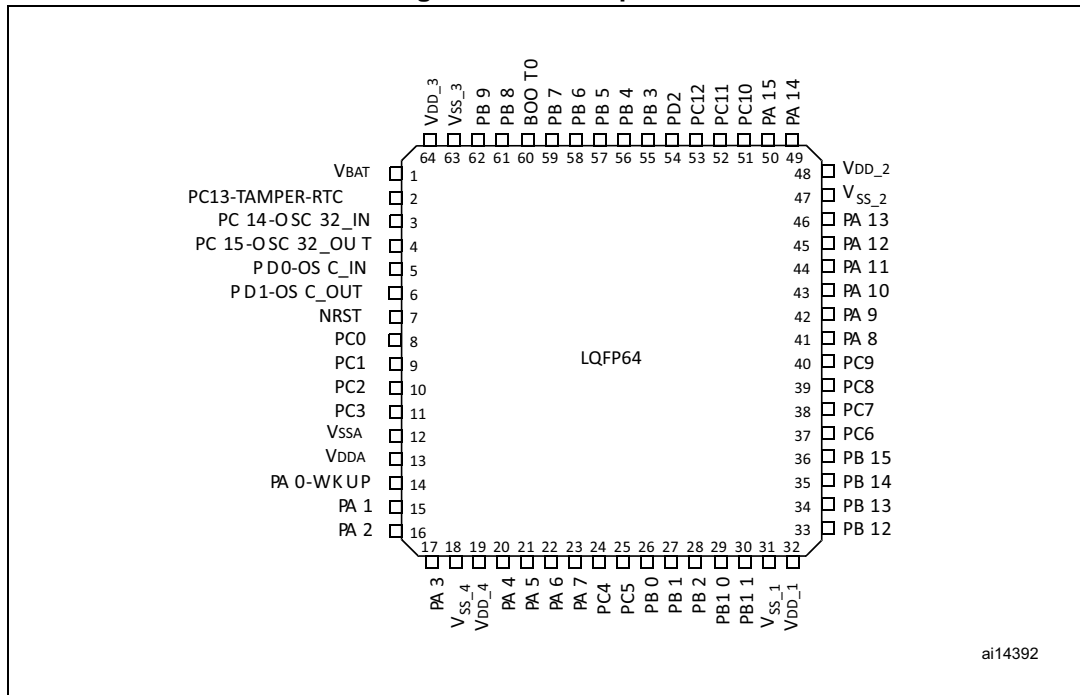 VDD_3
VSS_3
PB 9
PB 8
BOO T0
PB 7
PB 6
PB 5
PB 4
PB 3
PD2
PC12
PC11
PC10
PA 15
PA 14
64 63 62 61 60 59 58 57 56 55 54 53 52 51 50 49
VBAT 1
PC13-TAMPER-RTC 2
PC 14-O SC 32_IN 3
PC 15-O SC 32_OU T 4
P D0-OS C_IN 5
P D1-OS C_OUT 6
NRST 7
PC0 8
PC1 9
PC2 10
PC3 11
VSSA 12
VDDA 13
PA 0-WKUP 14
PA 1 15
PA 2 16
LQFP64
48 VDD_2
47 VSS_2
46 PA 13
45 PA 12
44 PA 11
43 PA 10
42 PA 9
41 PA 8
40 PC9
39 PC8
38 PC7
37 PC6
36 PB 15
35 PB 14
34 PB 13
33 PB 12
17 18 19 20 21 22 23 24 25 26 27 28 29 30 31 32
PA 3
VSS_4
VDD_4
PA 4
PA 5
PA 6
PA 7
PC4
PC5
PB 0
PB 1
PB 2
PB1 0
PB1 1
VSS_1
VDD_1
ai14392